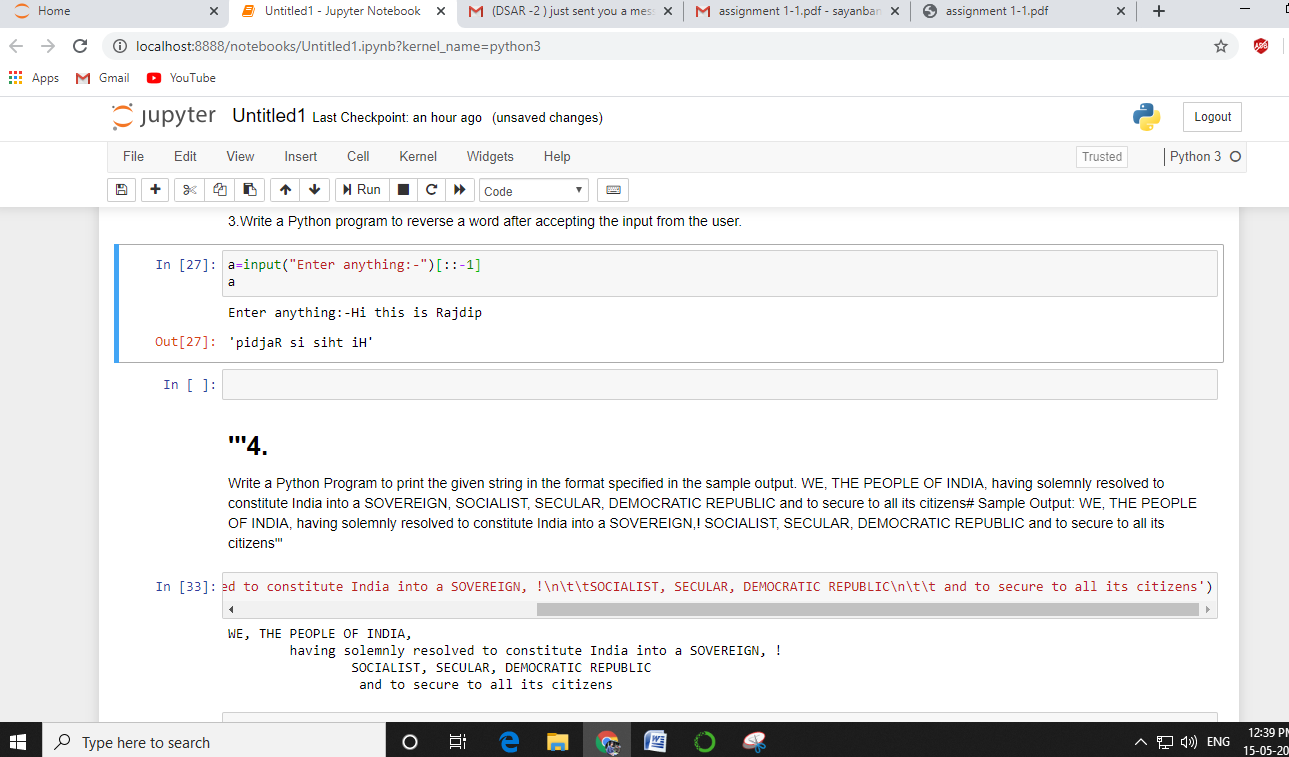 Home
Untitled1 - Jupyter Notebook
(DSAR -2 ) just sent you a mes
assignment 1-1.pdf - sayanban
assignment 1-1.pdf
localhost:8888/notebooks/Untitled1.ipynb?kernel_name=python3
Apps Gmail YouTube
jupyter Untitled1 Last Checkpoint: an hour ago (unsaved changes)
Logout
File Edit View Insert Cell Kernel Widgets Help
Trusted Python 3
Run Code
3.Write a Python program to reverse a word after accepting the input from the user.
In [27]: a=input("Enter anything:-")[::-1]
a
Enter anything:-Hi this is Rajdip
Out[27]: 'pidjaR si siht iH'
In [ ]:
'''4.
Write a Python Program to print the given string in the format specified in the sample output. WE, THE PEOPLE OF INDIA, having solemnly resolved to
constitute India into a SOVEREIGN, SOCIALIST, SECULAR, DEMOCRATIC REPUBLIC and to secure to all its citizens# Sample Output: WE, THE PEOPLE
OF INDIA, having solemnly resolved to constitute India into a SOVEREIGN,! SOCIALIST, SECULAR, DEMOCRATIC REPUBLIC and to secure to all its
citizens'''
In [33]: ed to constitute India into a SOVEREIGN, !\n\t\tSOCIALIST, SECULAR, DEMOCRATIC REPUBLIC\n\t\t and to secure to all its citizens')
WE, THE PEOPLE OF INDIA,
having solemnly resolved to constitute India into a SOVEREIGN, !
SOCIALIST, SECULAR, DEMOCRATIC REPUBLIC
and to secure to all its citizens
Type here to search
ENG
12:39 PM
15-05-20